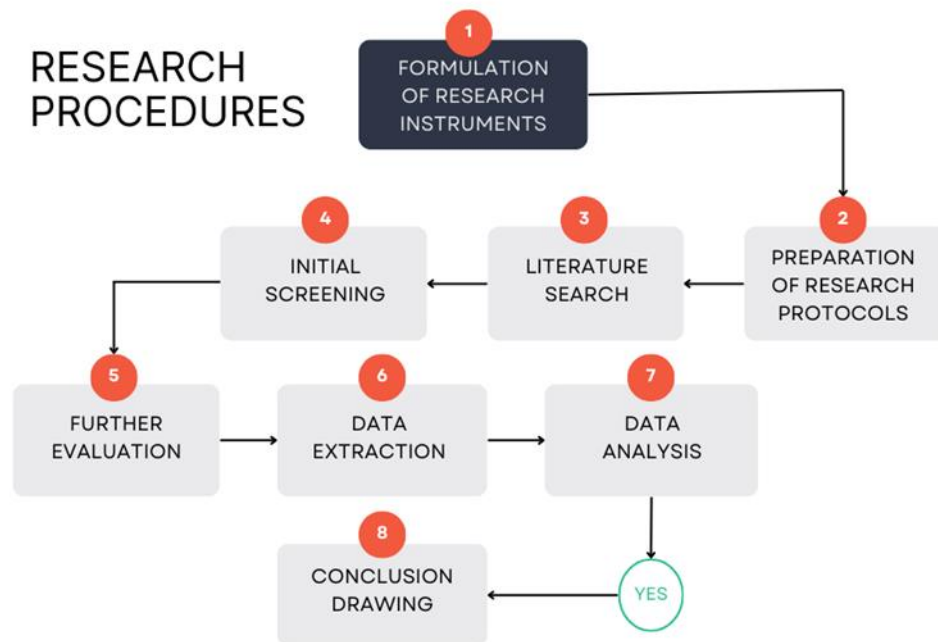 RESEARCH
PROCEDURES
1
FORMULATION
OF RESEARCH
INSTRUMENTS
2
PREPARATION
OF RESEARCH
PROTOCOLS
3
LITERATURE
SEARCH
4
INITIAL
SCREENING
5
FURTHER
EVALUATION
6
DATA
EXTRACTION
7
DATA
ANALYSIS
YES
8
CONCLUSION
DRAWING